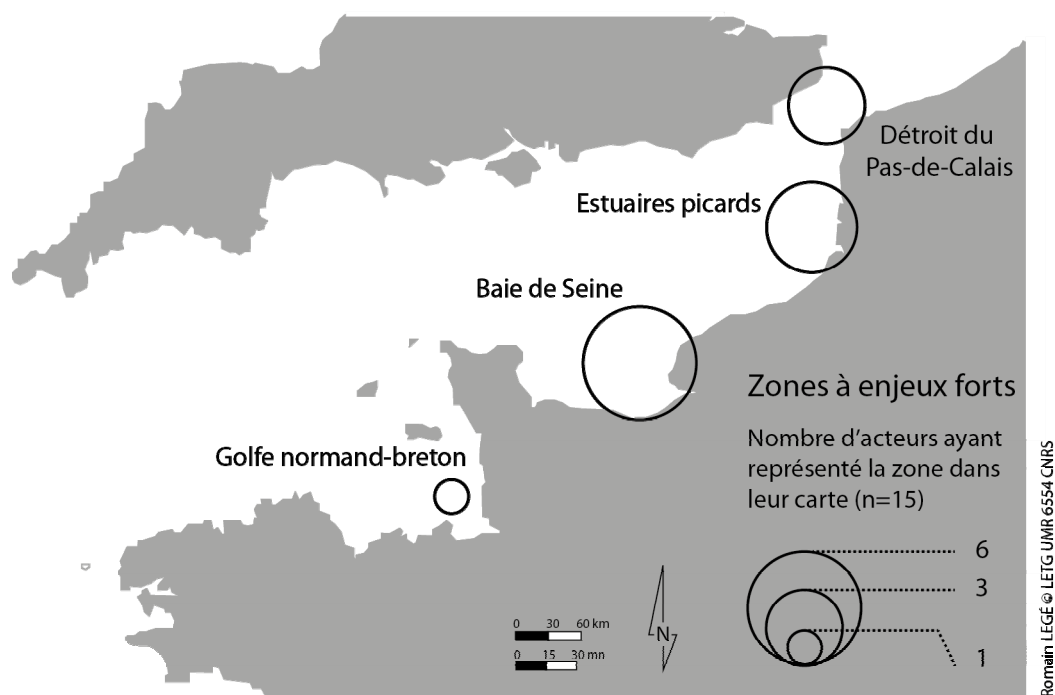 Détroit du
Pas-de-Calais
Estuaires picards
Baie de Seine
Golfe normand-breton
Zones à enjeux forts
Nombre d'acteurs ayant
représenté la zone dans
leur carte (n=15)
6
3
1
0 30 60 km
0 15 30 mn
N
Romain LEGÉ © LETG UMR 6554 CNRS